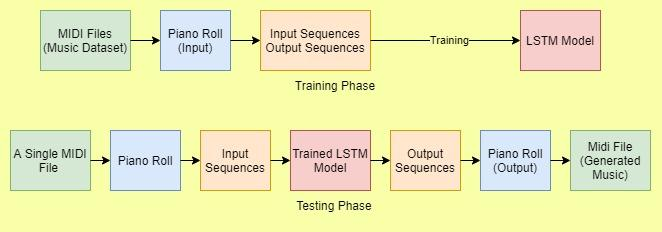 MIDI Files
(Music Dataset)
Piano Roll
(Input)
Input Sequences
Output Sequences
Training
LSTM Model
Training Phase
A Single MIDI
File
Piano Roll
Input
Sequences
Trained LSTM
Model
Output
Sequences
Piano Roll
(Output)
Midi File
(Generated
Music)
Testing Phase